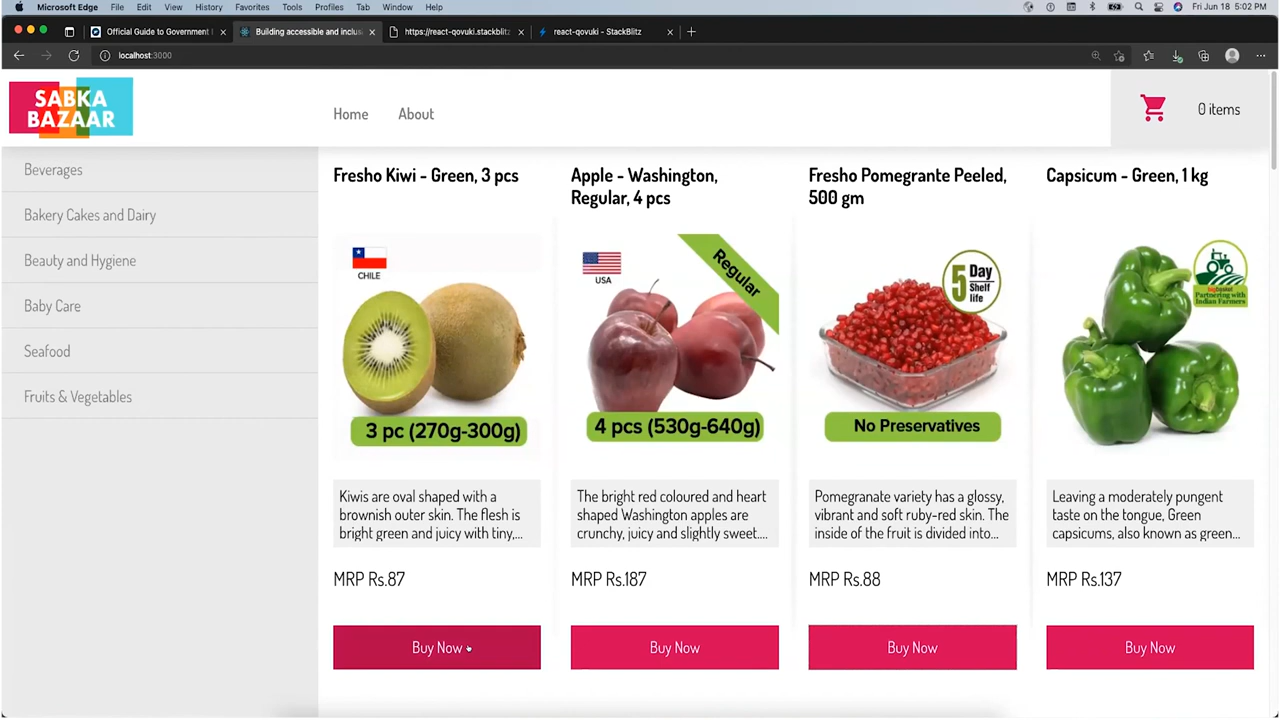 Microsoft Edge File Edit View History Favorites Tools Profiles Tab Window Help Fri Jun 18 5:02 PM
Official Guide to Government I Building accessible and inclus https://react-qovuki.stackblitz react-qovuki - StackBlitz
localhost:3000
SABKA
BAZAAR
Home About
0 items
Beverages
Bakery Cakes and Dairy
Beauty and Hygiene
Baby Care
Seafood
Fruits & Vegetables
Fresho Kiwi - Green, 3 pcs
CHILE
3 pc (270g-300g)
Kiwis are oval shaped with a
brownish outer skin. The flesh is
bright green and juicy with tiny,...
MRP Rs.87
Buy Now
Apple - Washington,
Regular, 4 pcs
USA
Regular
4 pcs (530g-640g)
The bright red coloured and heart
shaped Washington apples are
crunchy, juicy and slightly sweet....
MRP Rs.187
Buy Now
Fresho Pomegrante Peeled,
500 gm
5 Day
Shelf
life
No Preservatives
Pomegranate variety has a glossy,
vibrant and soft ruby-red skin. The
inside of the fruit is divided into...
MRP Rs.88
Buy Now
Capsicum - Green, 1 kg
bigbasket
Partnering with
Indian Farmers
Leaving a moderately pungent
taste on the tongue, Green
capsicums, also known as green...
MRP Rs.137
Buy Now